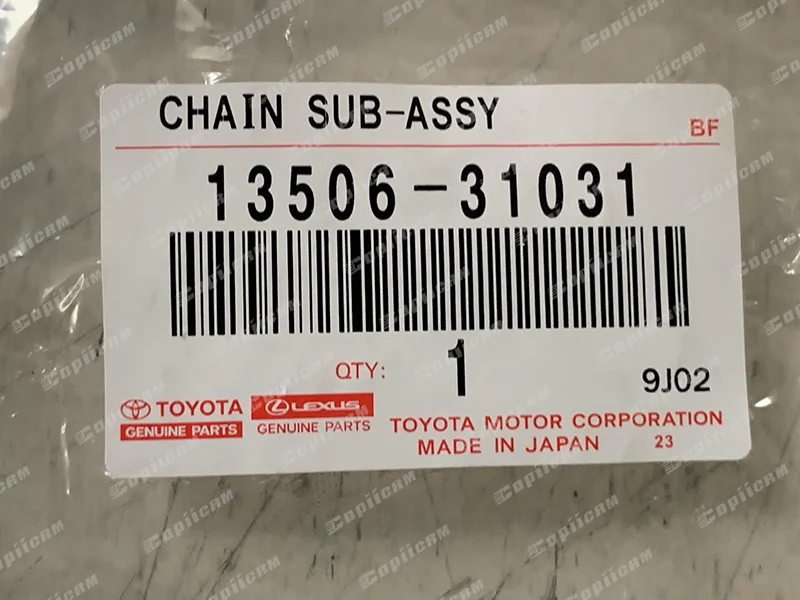 CHAIN SUB-ASSY
BF
13506-31031
QTY: 1
9J02
TOYOTA
GENUINE PARTS
LEXUS
GENUINE PARTS
TOYOTA MOTOR CORPORATION
MADE IN JAPAN 23
CopiiCAM